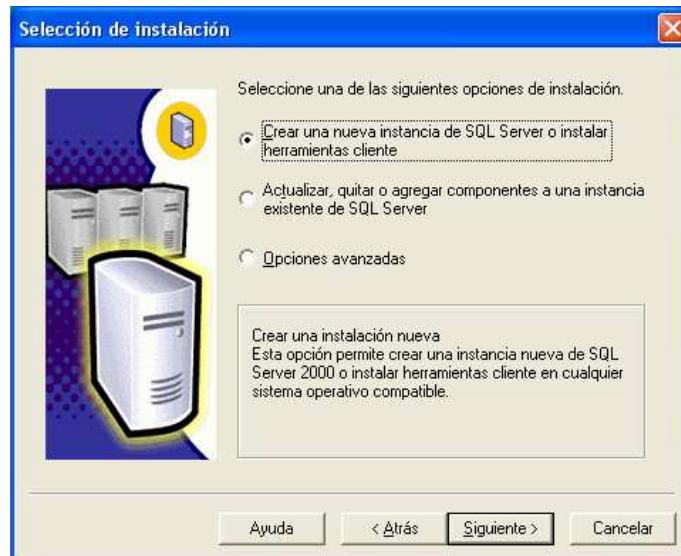 Selección de instalación
Seleccione una de las siguientes opciones de instalación.
Crear una nueva instancia de SQL Server o instalar
herramientas cliente
Actualizar, quitar o agregar componentes a una instancia
existente de SQL Server
Opciones avanzadas
Crear una instalación nueva
Esta opción permite crear una instancia nueva de SQL
Server 2000 o instalar herramientas cliente en cualquier
sistema operativo compatible.
Ayuda
< Atrás
Siguiente >
Cancelar